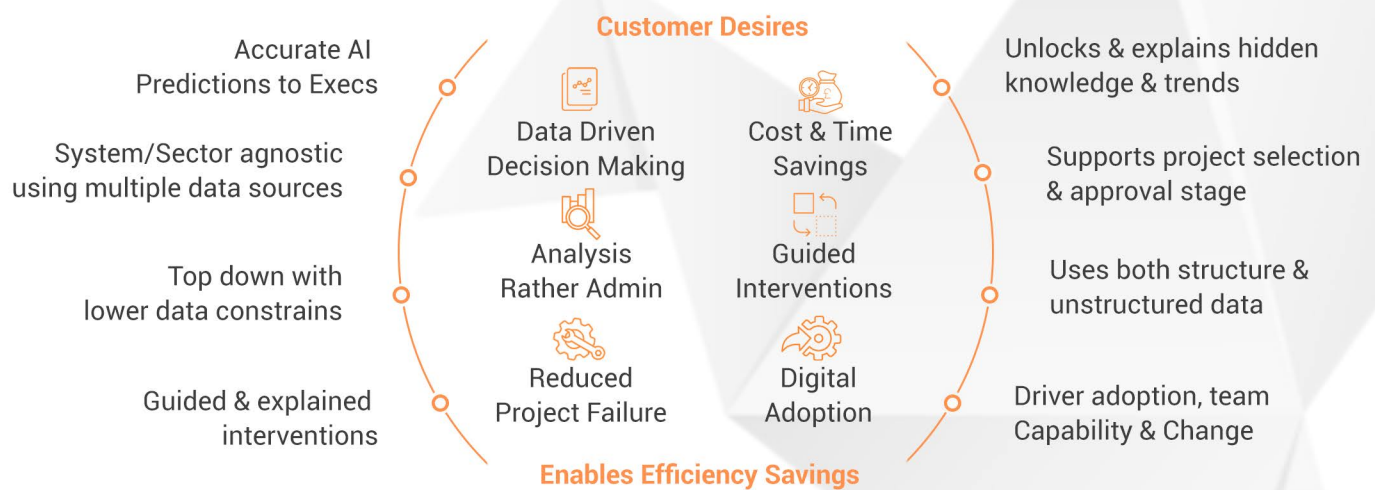 Customer Desires
Accurate AI
Predictions to Execs
System/Sector agnostic
using multiple data sources
Top down with
lower data constrains
Guided & explained
interventions
Data Driven
Decision Making
Cost & Time
Savings
Analysis
Rather Admin
Guided
Interventions
Reduced
Project Failure
Digital
Adoption
Unlocks & explains hidden
knowledge & trends
Supports project selection
& approval stage
Uses both structure &
unstructured data
Driver adoption, team
Capability & Change
Enables Efficiency Savings